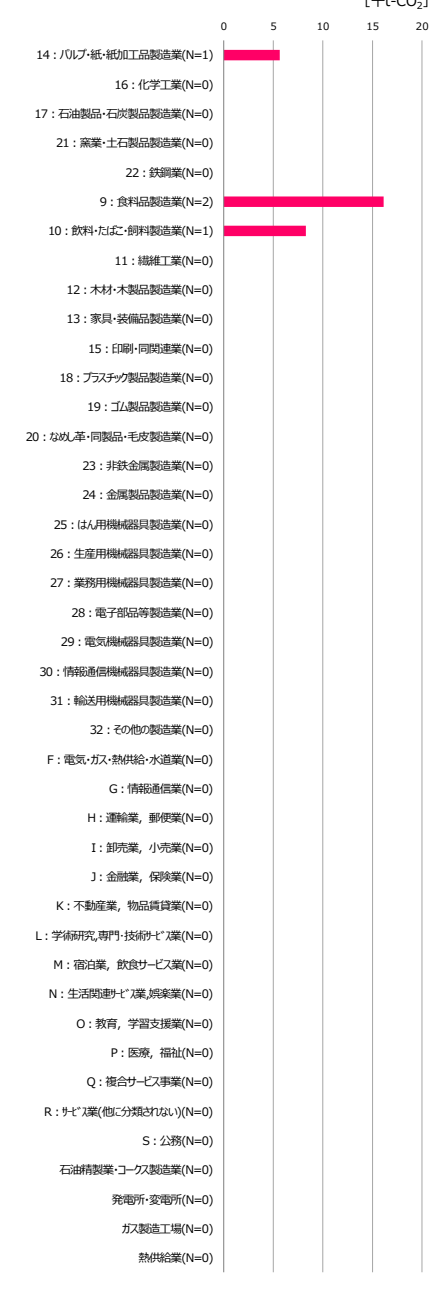 [千t-CO₂]
0 5 10 15 20
14：パルプ・紙・紙加工品製造業(N=1)
16：化学工業(N=0)
17：石油製品・石炭製品製造業(N=0)
21：窯業・土石製品製造業(N=0)
22：鉄鋼業(N=0)
9：食料品製造業(N=2)
10：飲料・たばこ・飼料製造業(N=1)
11：繊維工業(N=0)
12：木材・木製品製造業(N=0)
13：家具・装備品製造業(N=0)
15：印刷・同関連業(N=0)
18：プラスチック製品製造業(N=0)
19：ゴム製品製造業(N=0)
20：なめし革・同製品・毛皮製造業(N=0)
23：非鉄金属製造業(N=0)
24：金属製品製造業(N=0)
25：はん用機械器具製造業(N=0)
26：生産用機械器具製造業(N=0)
27：業務用機械器具製造業(N=0)
28：電子部品等製造業(N=0)
29：電気機械器具製造業(N=0)
30：情報通信機械器具製造業(N=0)
31：輸送用機械器具製造業(N=0)
32：その他の製造業(N=0)
F：電気・ガス・熱供給・水道業(N=0)
G：情報通信業(N=0)
H：運輸業，郵便業(N=0)
I：卸売業，小売業(N=0)
J：金融業，保険業(N=0)
K：不動産業，物品賃貸業(N=0)
L：学術研究,専門・技術ｻｰﾋﾞｽ業(N=0)
M：宿泊業，飲食サービス業(N=0)
N：生活関連ｻｰﾋﾞｽ業,娯楽業(N=0)
O：教育，学習支援業(N=0)
P：医療，福祉(N=0)
Q：複合サービス事業(N=0)
R：ｻｰﾋﾞｽ業(他に分類されない)(N=0)
S：公務(N=0)
石油精製業・コークス製造業(N=0)
発電所・変電所(N=0)
ガス製造工場(N=0)
熱供給業(N=0)